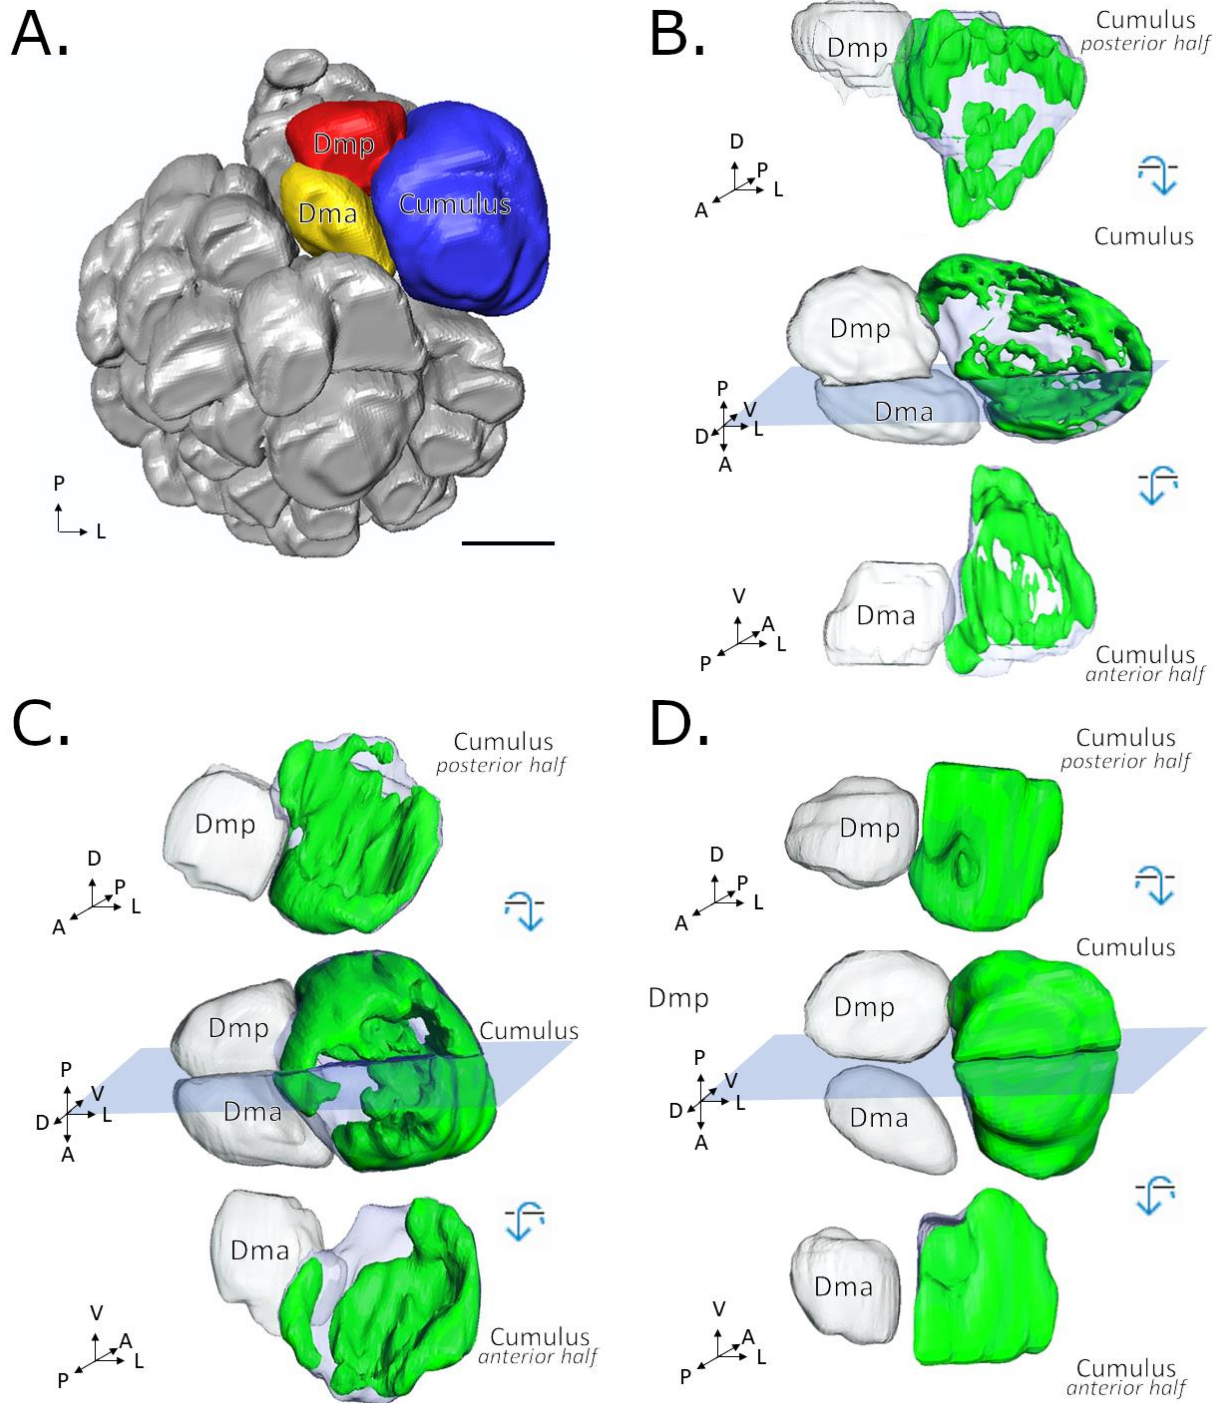 A.
Dmp
Dma
Cumulus
P
L
B.
Cumulus
posterior half
Dmp
D
P
L
A
Cumulus
Dmp
Dma
P
V
D
L
A
Dma
V
A
L
P
Cumulus
anterior half
C.
Cumulus
posterior half
Dmp
D
P
L
A
Dmp
Cumulus
Dma
P
V
D
L
A
Dma
V
A
L
P
Cumulus
anterior half
D.
Cumulus
posterior half
Dmp
D
P
L
A
Cumulus
Dmp
Dmp
Dma
P
V
D
L
A
Dma
V
A
L
P
Cumulus
anterior half